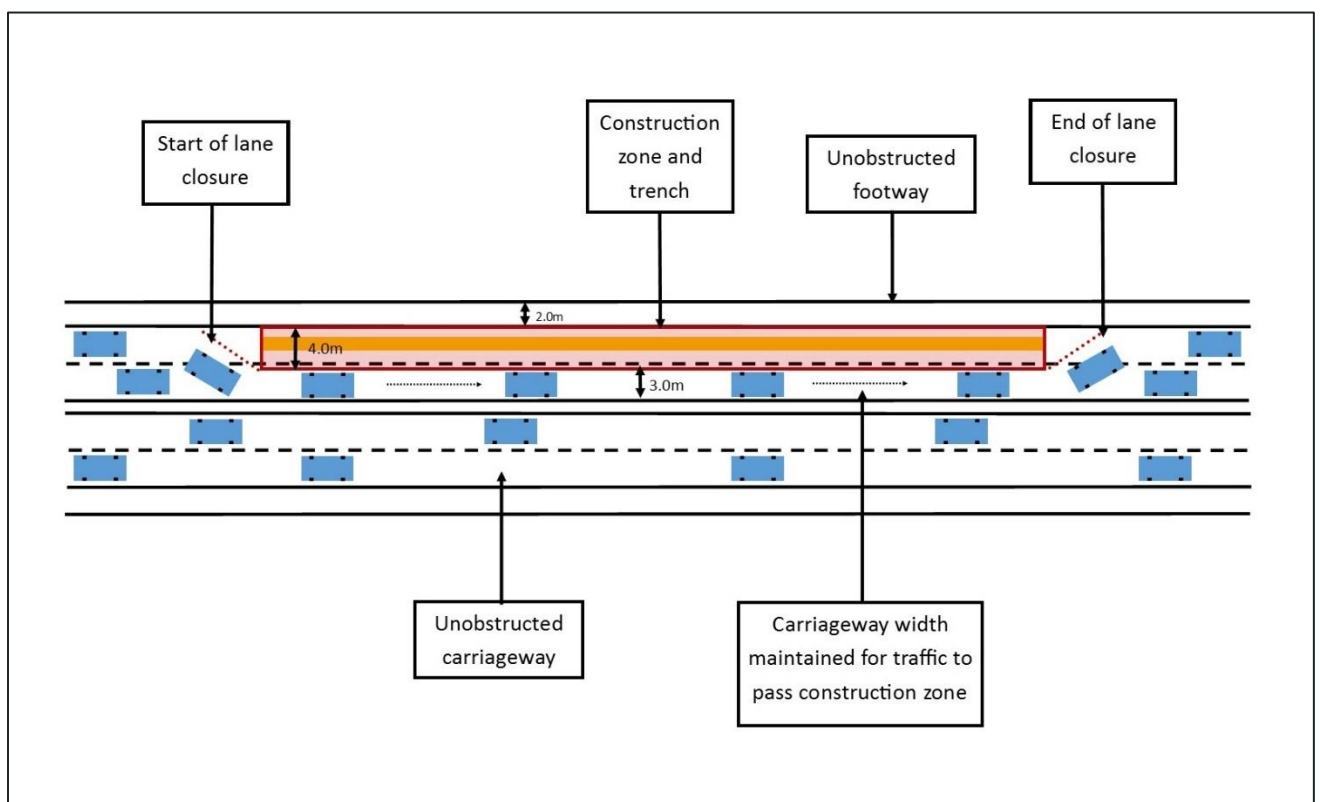 Start of lane
closure
Construction
zone and
trench
Unobstructed
footway
End of lane
closure
2.0m
4.0m
3.0m
Unobstructed
carriageway
Carriageway width
maintained for traffic to
pass construction zone